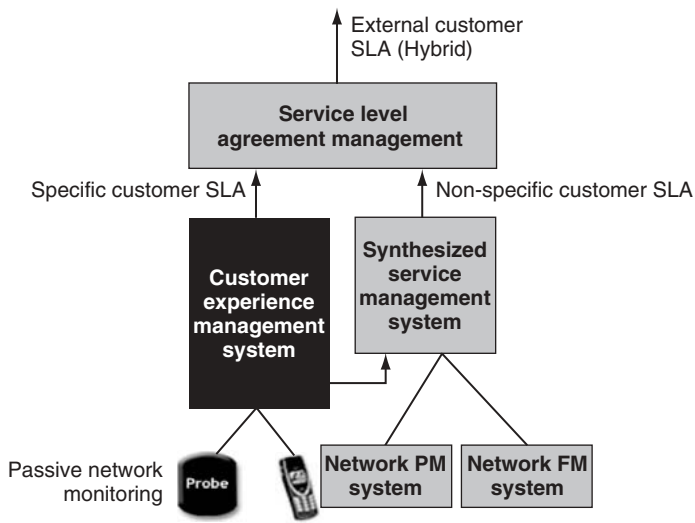 External customer
SLA (Hybrid)
Service level
agreement management
Specific customer SLA
Non-specific customer SLA
Customer
experience
management
system
Synthesized
service
management
system
Passive network
monitoring
Probe
Network PM
system
Network FM
system